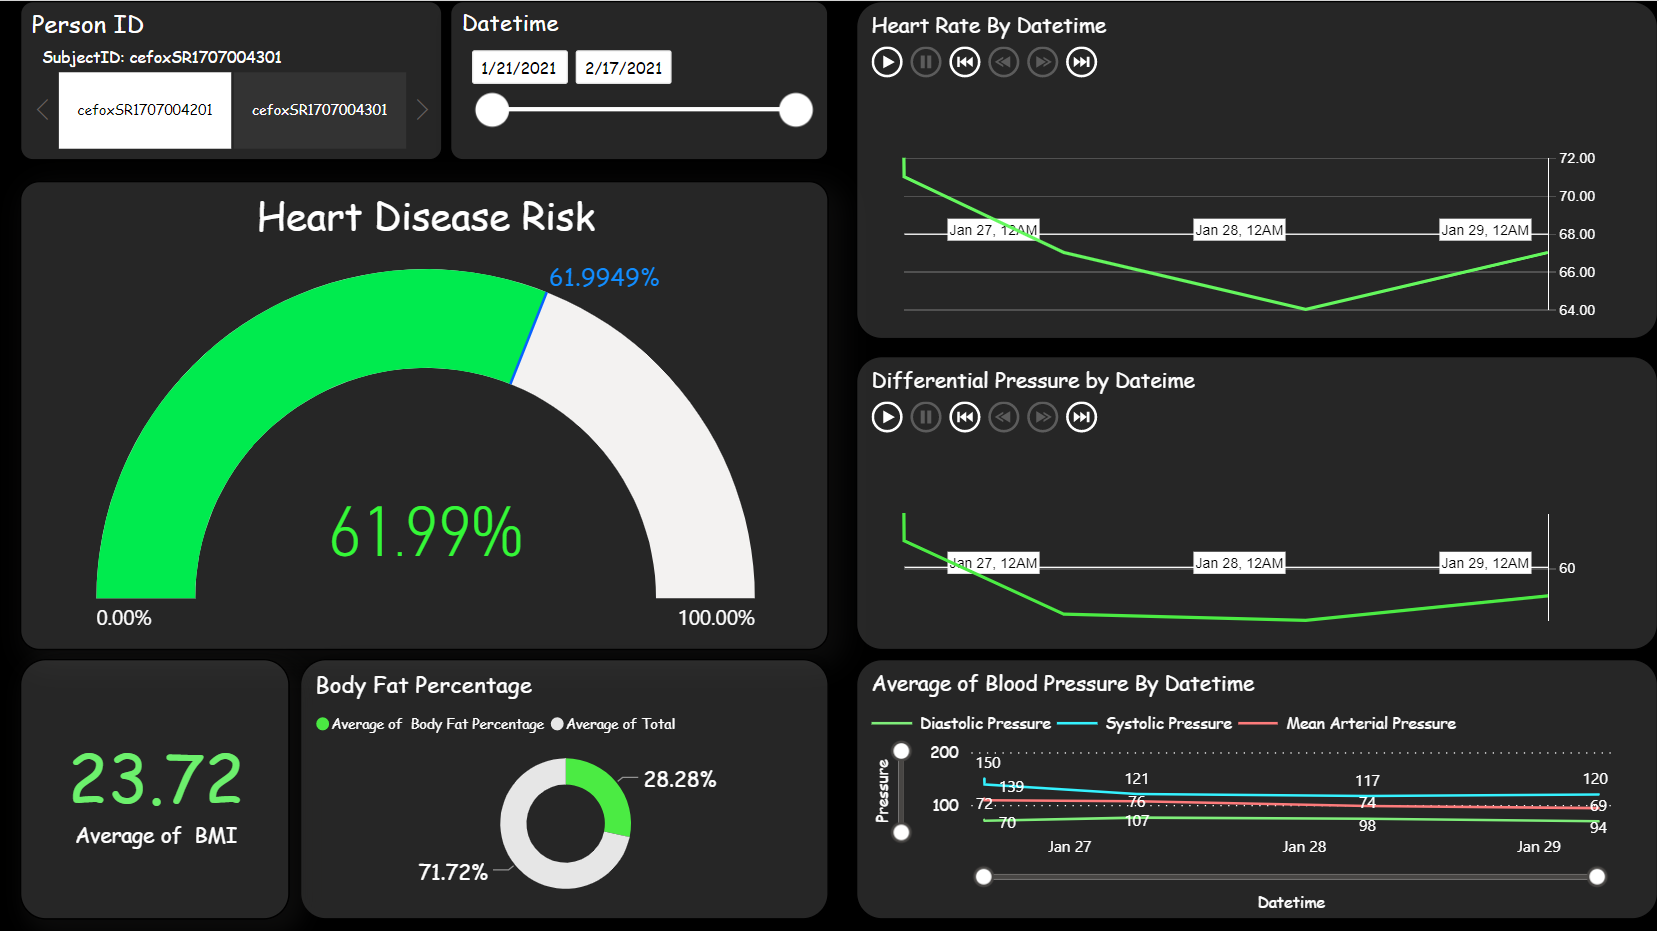 Person ID
SubjectID: cefoxSR1707004301
cefoxSR1707004201
cefoxSR1707004301
Datetime
1/21/2021
2/17/2021
Heart Disease Risk
61.9949%
61.99%
0.00%
100.00%
23.72
Average of BMI
Body Fat Percentage
Average of Body Fat Percentage
Average of Total
28.28%
71.72%
Heart Rate By Datetime
72.00
70.00
Jan 27, 12AM
Jan 28, 12AM
Jan 29, 12AM
68.00
66.00
64.00
Differential Pressure by Dateime
Jan 27, 12AM
Jan 28, 12AM
Jan 29, 12AM
60
Average of Blood Pressure By Datetime
Diastolic Pressure
Systolic Pressure
Mean Arterial Pressure
Pressure
200
100
150
139
121
117
120
72
76
74
69
70
107
98
94
Jan 27
Jan 28
Jan 29
Datetime